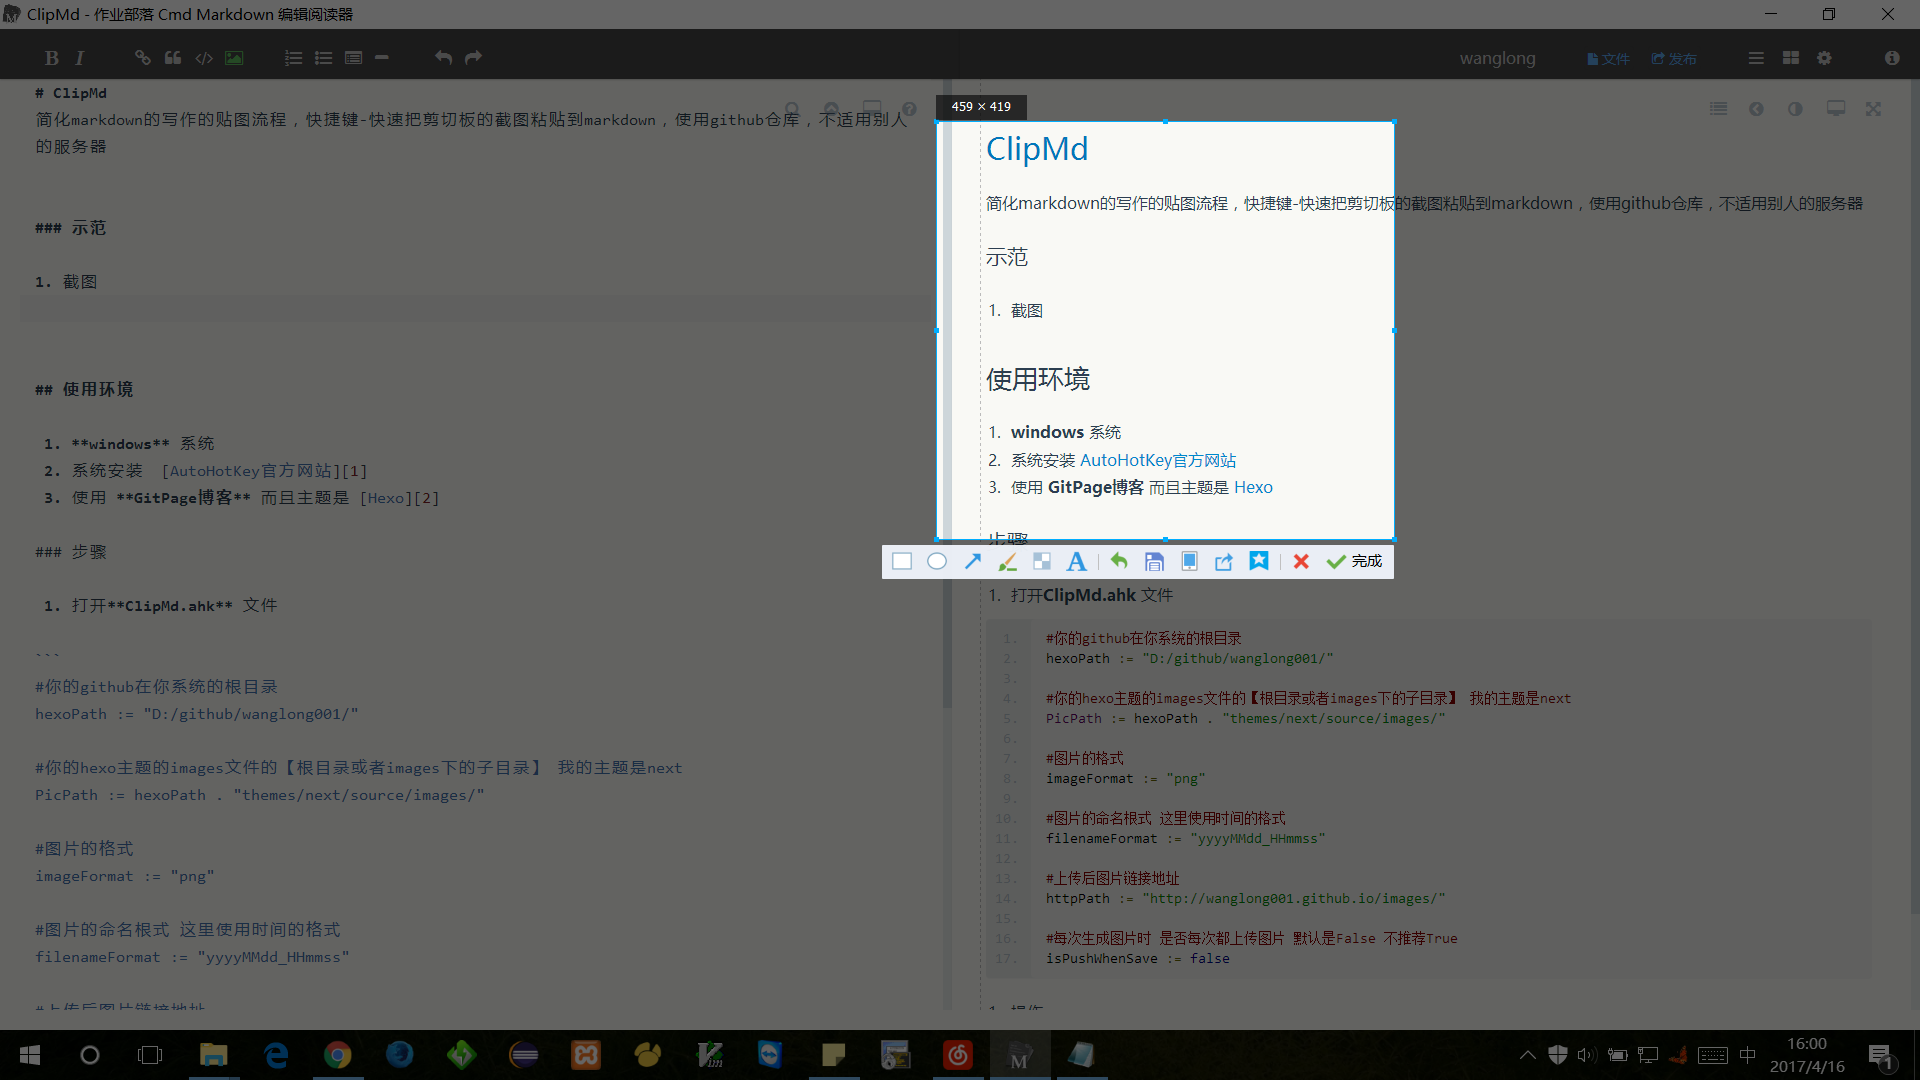 ClipMd - 作业部落 Cmd Markdown 编辑阅读器
B I
wanglong 文件 发布
# ClipMd
简化markdown的写作的贴图流程，快捷键-快速把剪切板的截图粘贴到markdown，使用github仓库，不适用别人
的服务器
### 示范
1. 截图
## 使用环境
1. **windows** 系统
2. 系统安装 [AutoHotKey官方网站][1]
3. 使用 **GitPage博客** 而且主题是 [Hexo][2]
### 步骤
1. 打开**ClipMd.ahk** 文件
```
#你的github在你系统的根目录
hexoPath := "D:/github/wanglong001/"
#你的hexo主题的images文件的【根目录或者images下的子目录】 我的主题是next
PicPath := hexoPath . "themes/next/source/images/"
#图片的格式
imageFormat := "png"
#图片的命名根式 这里使用时间的格式
filenameFormat := "yyyyMMdd_HHmmss"
#上传后图片链接地址
459 × 419
ClipMd
简化markdown的写作的贴图流程，快捷键-快速把剪切板的截图粘贴到markdown，使用github仓库，不适用别人的服务器
示范
1. 截图
使用环境
1. windows 系统
2. 系统安装 AutoHotKey官方网站
3. 使用 GitPage博客 而且主题是 Hexo
步骤
A 完成
1. 打开ClipMd.ahk 文件
1. #你的github在你系统的根目录
2. hexoPath := "D:/github/wanglong001/"
3.
4. #你的hexo主题的images文件的【根目录或者images下的子目录】 我的主题是next
5. PicPath := hexoPath . "themes/next/source/images/"
6.
7. #图片的格式
8. imageFormat := "png"
9.
10. #图片的命名根式 这里使用时间的格式
11. filenameFormat := "yyyyMMdd_HHmmss"
12.
13. #上传后图片链接地址
14. httpPath := "http://wanglong001.github.io/images/"
15.
16. #每次生成图片时 是否每次都上传图片 默认是False 不推荐True
17. isPushWhenSave := false
1. 操作
中
16:00
2017/4/16
1